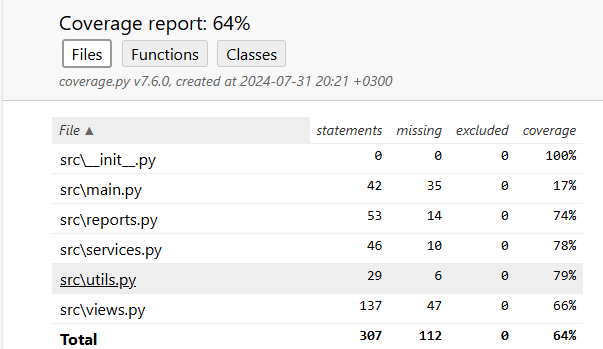 Coverage report: 64%
Files Functions Classes
coverage.py v7.6.0, created at 2024-07-31 20:21 +0300
File ▲ statements missing excluded coverage
src\__init__.py 0 0 0 100%
src\main.py 42 35 0 17%
src\reports.py 53 14 0 74%
src\services.py 46 10 0 78%
src\utils.py 29 6 0 79%
src\views.py 137 47 0 66%
Total 307 112 0 64%